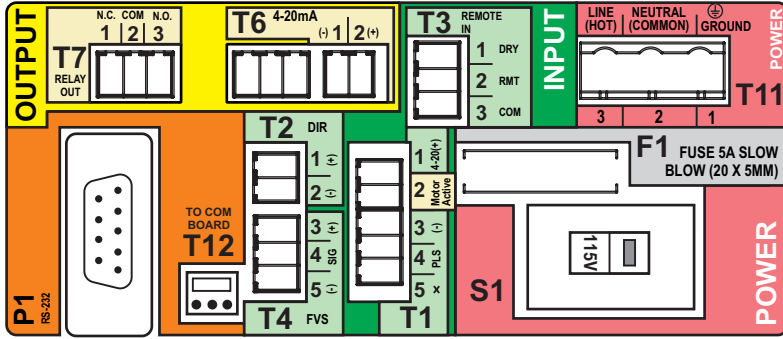 OUTPUT
N.C. COM N.O.
1 2 3
T7
RELAY
OUT
T6 4-20mA
(-) 1 2 (+)
T3 REMOTE
IN
1 DRY
2 RMT
3 COM
INPUT
LINE
(HOT)
NEUTRAL
(COMMON)
GROUND
POWER
T11
3 2 1
P1
RS-232
TO COM
BOARD
T12
T2 DIR
1 (+)
2 (-)
3 (+)
4 SIG
5 (-)
T4 FVS
1 4-20(+)
2 Motor
Active
3 (-)
4 PLS
5 x
T1
F1 FUSE 5A SLOW
BLOW (20 X 5MM)
115V
S1
POWER